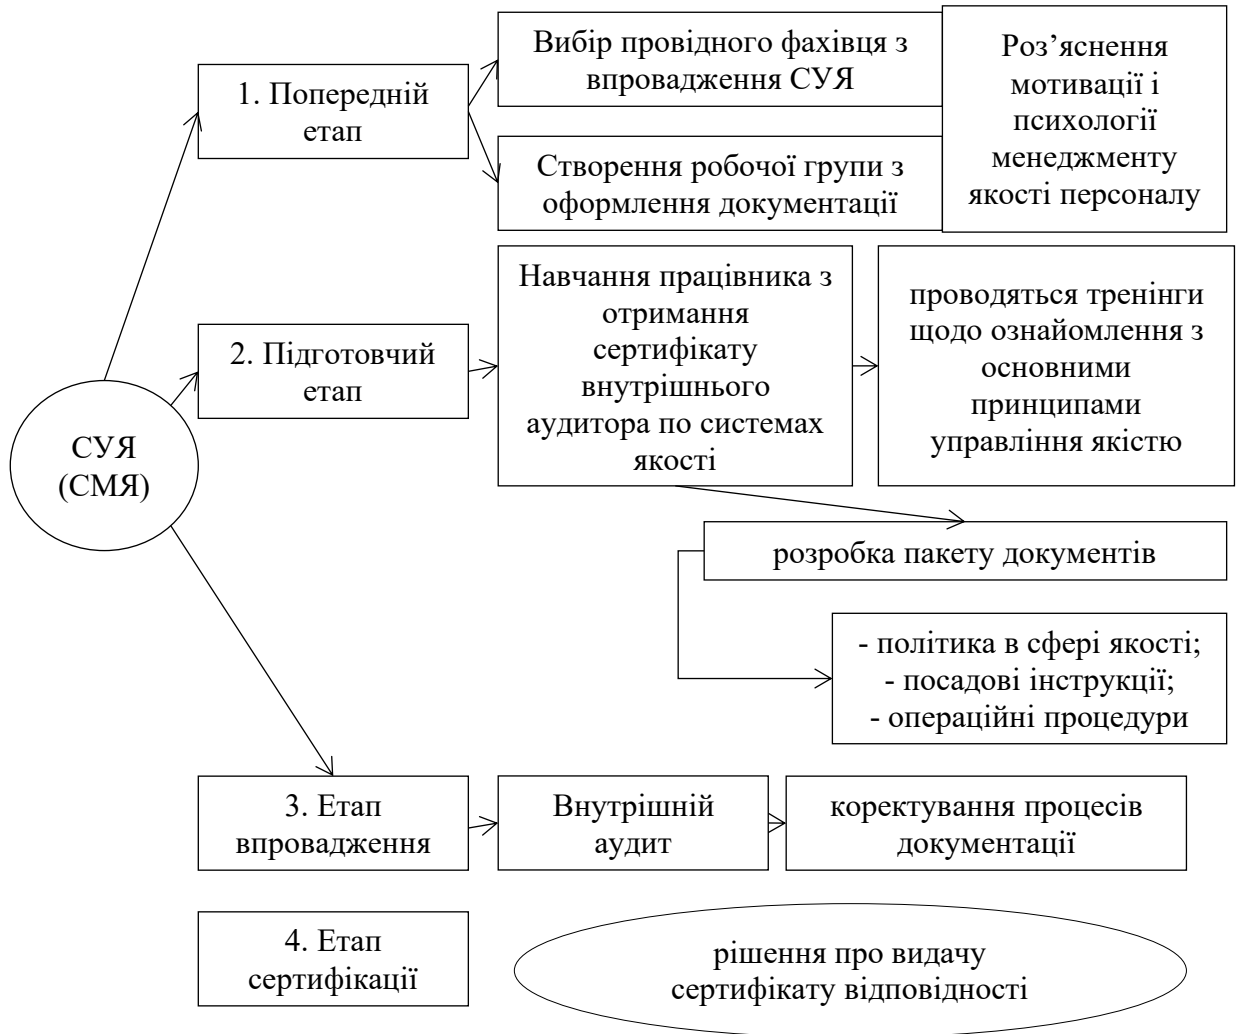 Вибір провідного фахівця з
впровадження СУЯ
Роз’яснення
мотивації і
психології
менеджменту
якості персоналу
1. Попередній
етап
Створення робочої групи з
оформлення документації
Навчання працівника з
отримання
сертифікату
внутрішнього
аудитора по системах
якості
проводяться тренінги
щодо ознайомлення з
основними
принципами
управління якістю
2. Підготовчий
етап
СУЯ
(СМЯ)
розробка пакету документів
- політика в сфері якості;
- посадові інструкції;
- операційні процедури
3. Етап
впровадження
Внутрішній
аудит
коректування процесів
документації
4. Етап
сертифікації
рішення про видачу
сертифікату відповідності